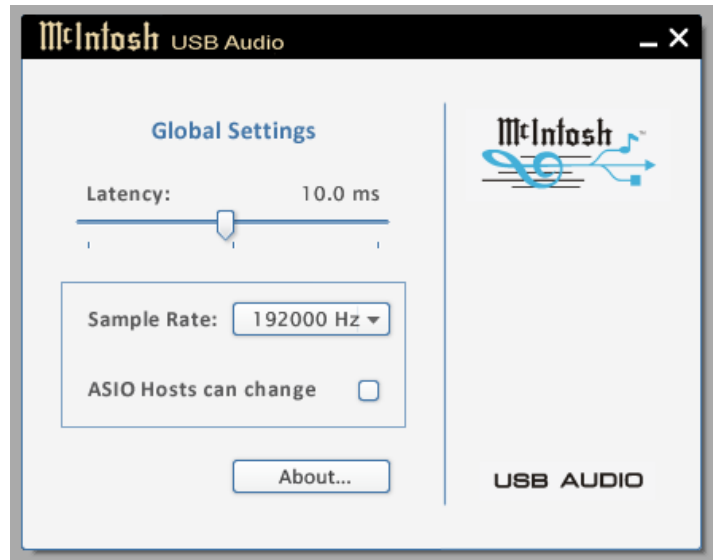 McIntosh USB Audio
Global Settings
Latency: 10.0 ms
Sample Rate: 192000 Hz
ASIO Hosts can change
About...
McIntosh™
USB AUDIO